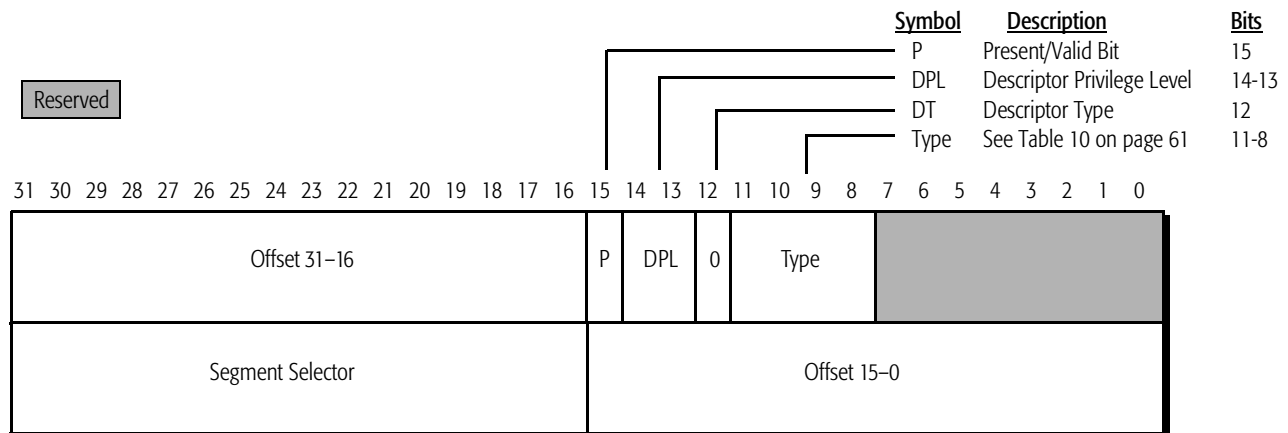 Symbol Description Bits
P Present/Valid Bit 15
DPL Descriptor Privilege Level 14-13
DT Descriptor Type 12
Type See Table 10 on page 61 11-8
Reserved
31 30 29 28 27 26 25 24 23 22 21 20 19 18 17 16 15 14 13 12 11 10 9 8 7 6 5 4 3 2 1 0
Offset 31–16 P DPL 0 Type
Segment Selector Offset 15–0